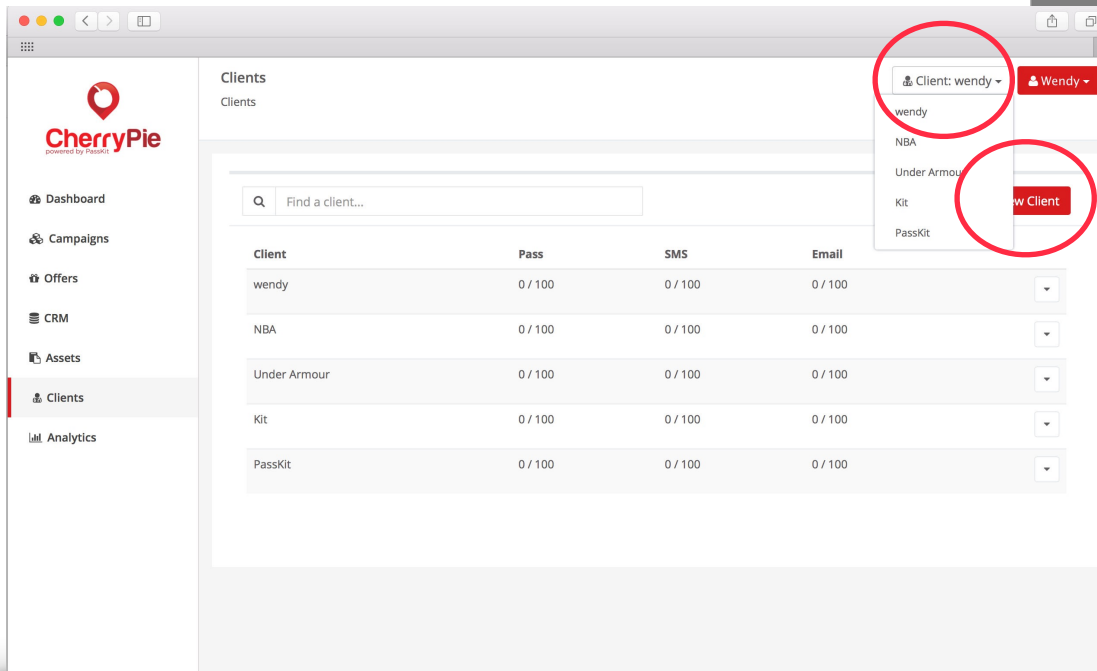 Clients
Clients
Client: wendy
Wendy
wendy
NBA
Under Armour
Kit
PassKit
CherryPie
powered by PassKit
Dashboard
Campaigns
Offers
CRM
Assets
Clients
Analytics
Find a client...
w Client
Client Pass SMS Email
wendy 0 / 100 0 / 100 0 / 100
NBA 0 / 100 0 / 100 0 / 100
Under Armour 0 / 100 0 / 100 0 / 100
Kit 0 / 100 0 / 100 0 / 100
PassKit 0 / 100 0 / 100 0 / 100